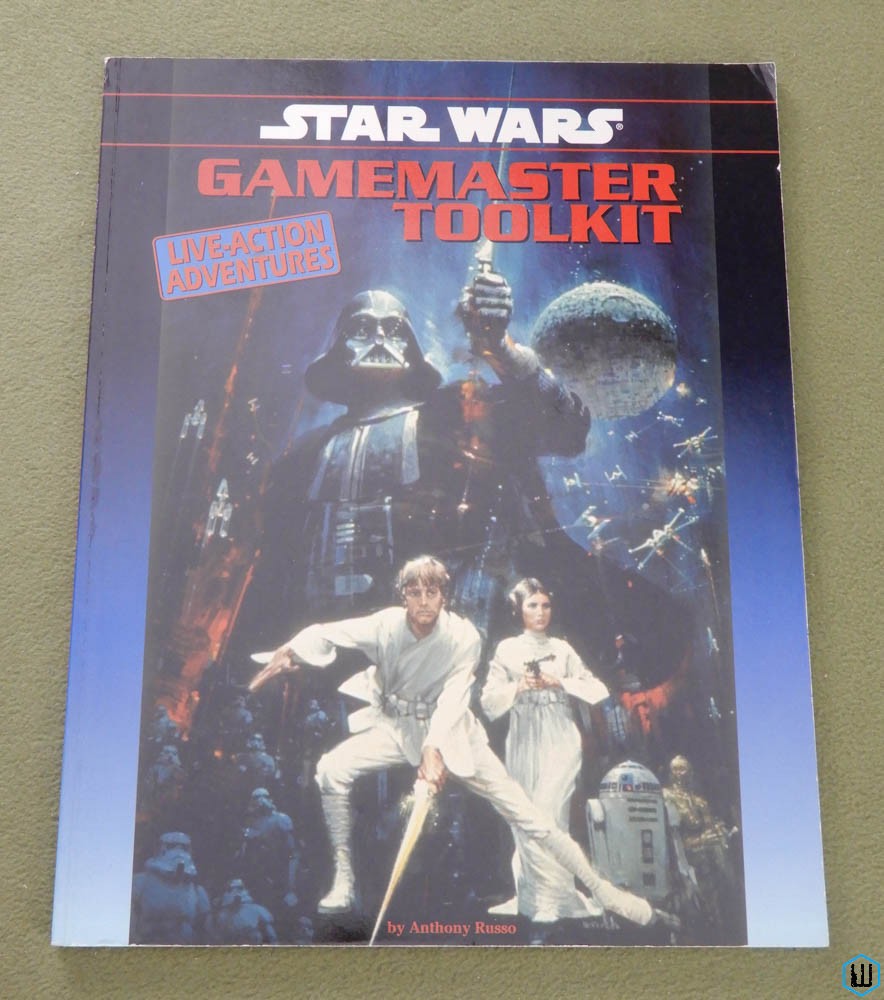 STAR WARS®
GAMEMASTER
TOOLKIT
LIVE-ACTION
ADVENTURES
by Anthony Russo
W